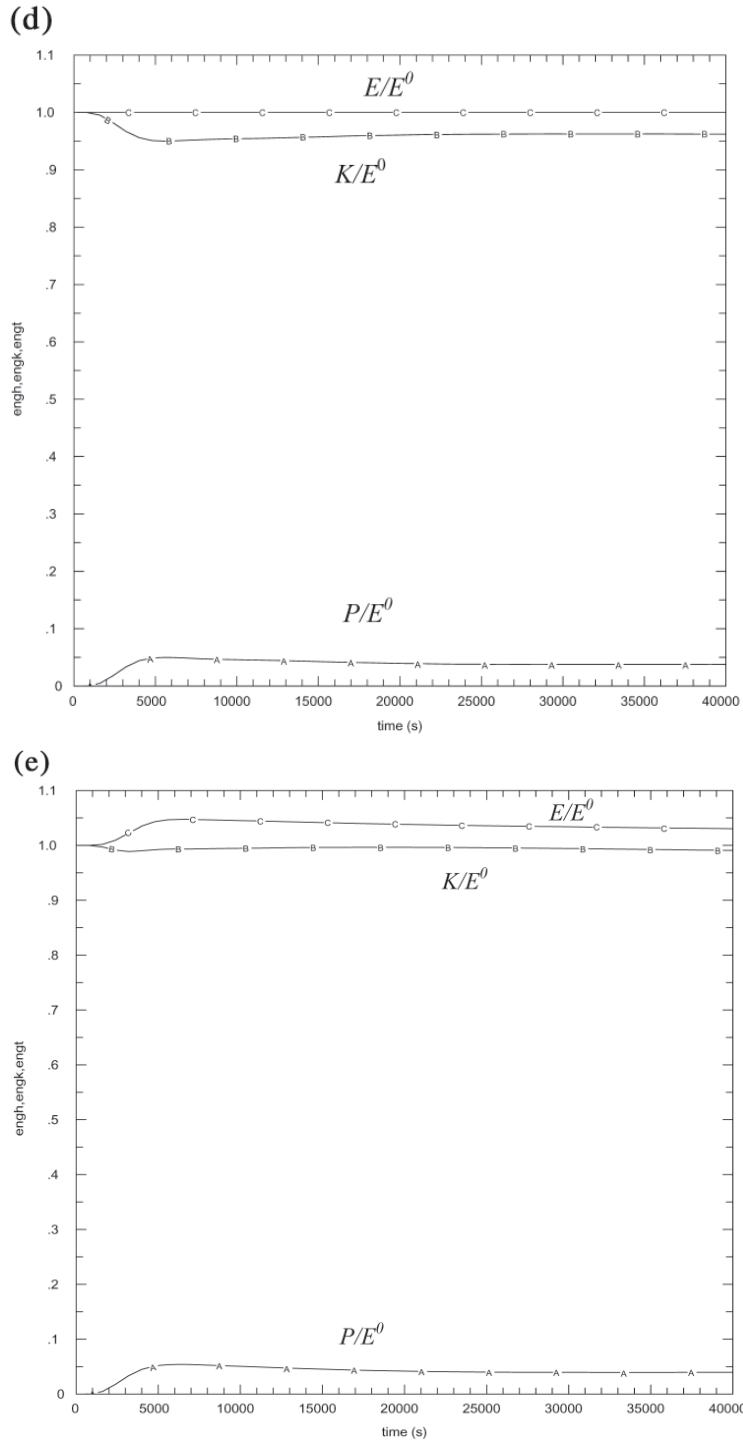 (d)
1.1
E/E⁰
1.0
C C C C C C C C C
B B B B B B B B B B
K/E⁰
.9
.8
.7
.6
engh,engk,engt
.5
.4
.3
.2
P/E⁰
.1
A A A A A A A A A
0
0 5000 10000 15000 20000 25000 30000 35000 40000
time (s)
(e)
1.1
E/E⁰
C C C C C C C C C
1.0
B B B B B B B B B B
K/E⁰
.9
.8
.7
.6
engh,engk,engt
.5
.4
.3
.2
P/E⁰
.1
A A A A A A A A A
0
0 5000 10000 15000 20000 25000 30000 35000 40000
time (s)